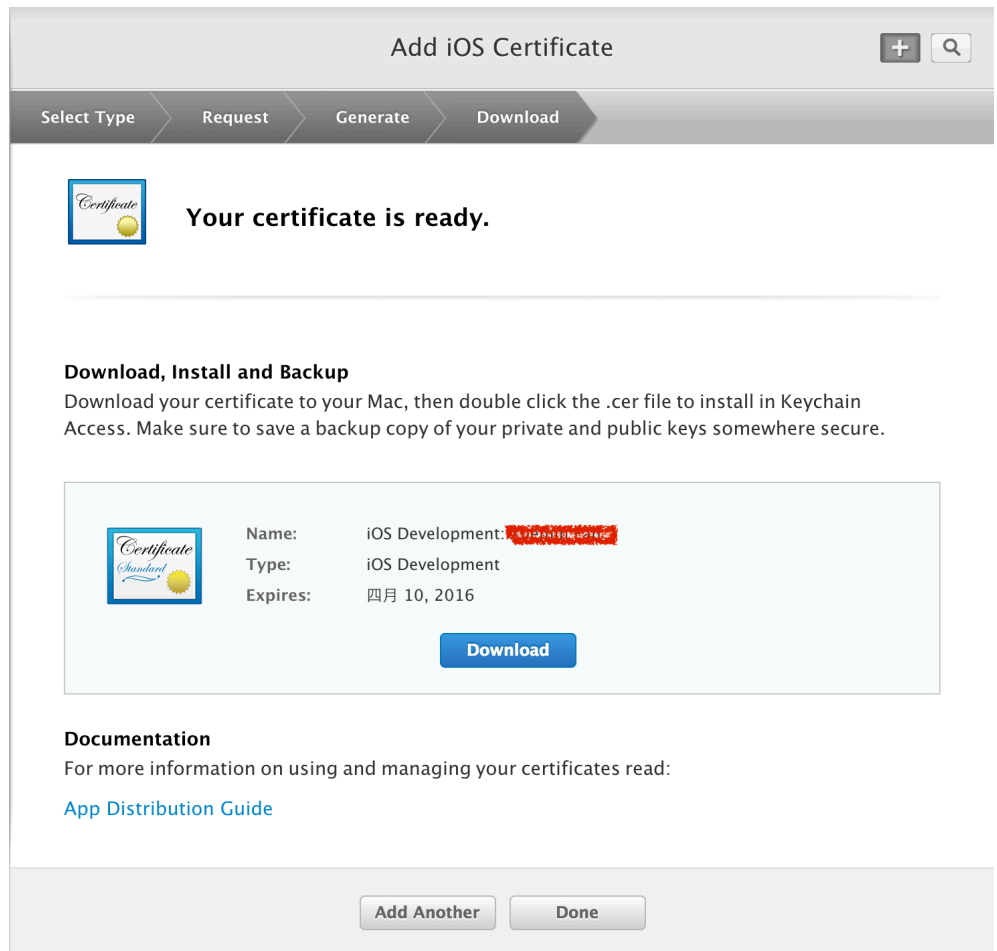 Add iOS Certificate
Select Type
Request
Generate
Download
Certificate
Your certificate is ready.
Download, Install and Backup
Download your certificate to your Mac, then double click the .cer file to install in Keychain
Access. Make sure to save a backup copy of your private and public keys somewhere secure.
Certificate
Standard
Name: iOS Development:
Type: iOS Development
Expires: 四月 10, 2016
Download
Documentation
For more information on using and managing your certificates read:
App Distribution Guide
Add Another
Done